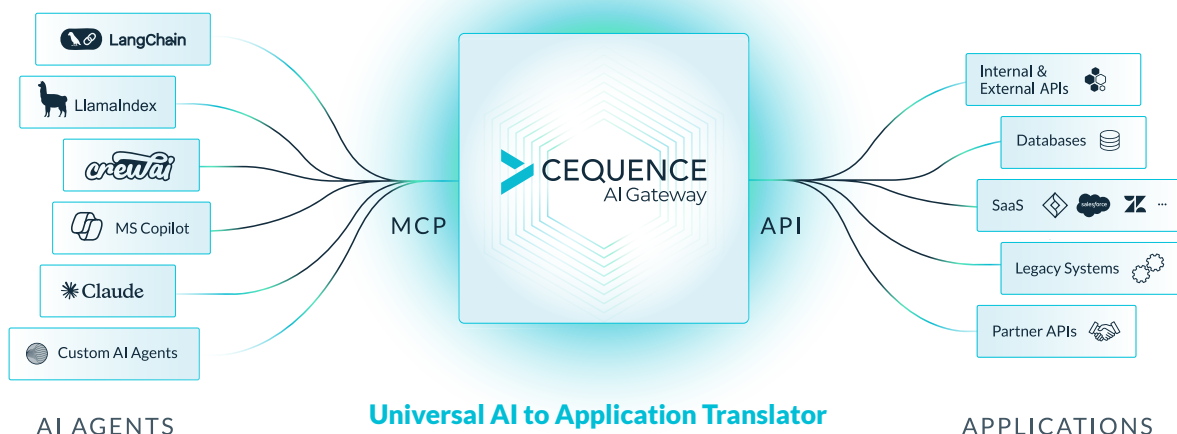 LangChain
LlamaIndex
crewai
MS Copilot
Claude
Custom AI Agents
AI AGENTS
MCP
CEQUENCE
AI Gateway
API
Universal AI to Application Translator
Internal &
External APIs
Databases
SaaS
salesforce
...
Legacy Systems
Partner APIs
APPLICATIONS